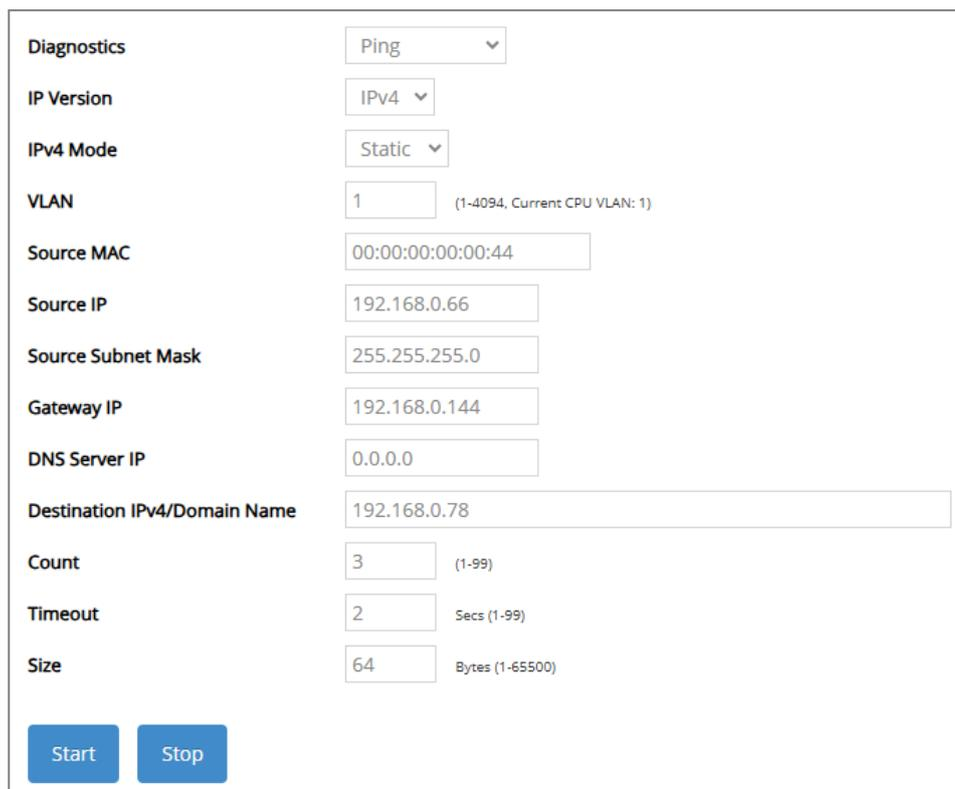 Diagnostics Ping
IP Version IPv4
IPv4 Mode Static
VLAN 1 (1-4094, Current CPU VLAN: 1)
Source MAC 00:00:00:00:00:44
Source IP 192.168.0.66
Source Subnet Mask 255.255.255.0
Gateway IP 192.168.0.144
DNS Server IP 0.0.0.0
Destination IPv4/Domain Name 192.168.0.78
Count 3 (1-99)
Timeout 2 Secs (1-99)
Size 64 Bytes (1-65500)
Start Stop